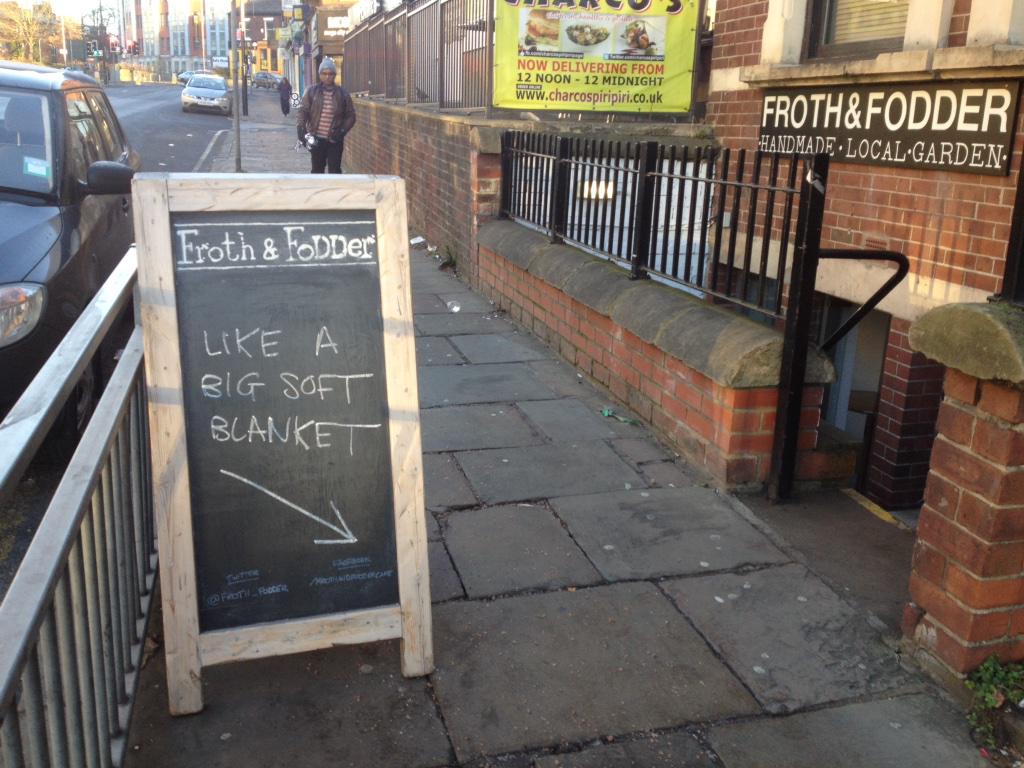 CHARCO'S
NOW DELIVERING FROM
12 NOON - 12 MIDNIGHT
www.charcospiripiri.co.uk
FROTH&FODDER
HANDMADE·LOCAL·GARDEN·
Froth & FoDDer
LIKE A
BIG SOFT
BLANKET
TWITTER
@FROTH_FODDER
FACEBOOK